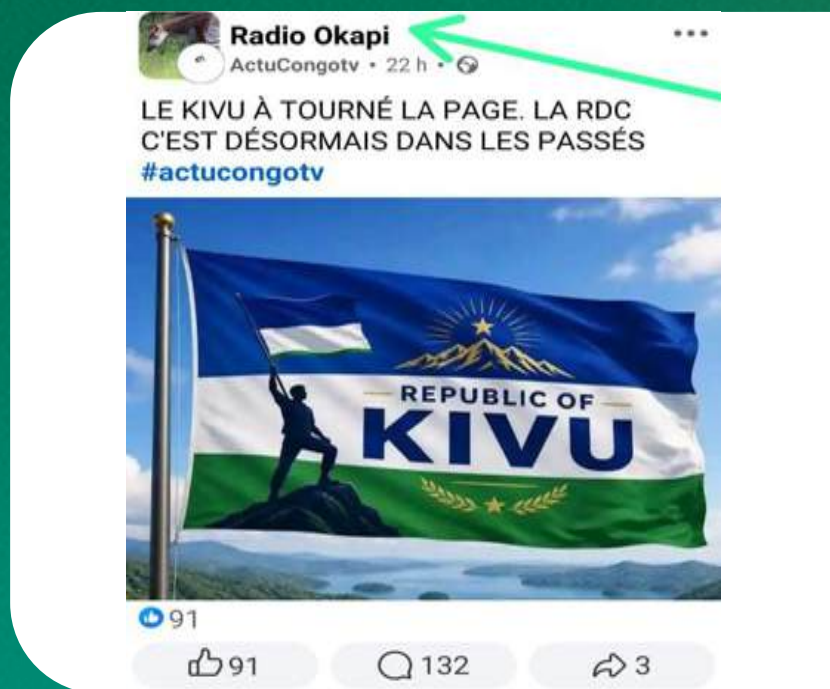 Radio Okapi
ActuCongotv • 22 h •
LE KIVU À TOURNÉ LA PAGE. LA RDC
C'EST DÉSORMAIS DANS LES PASSÉS
#actucongotv
REPUBLIC OF
KIVU
91
91 132 3